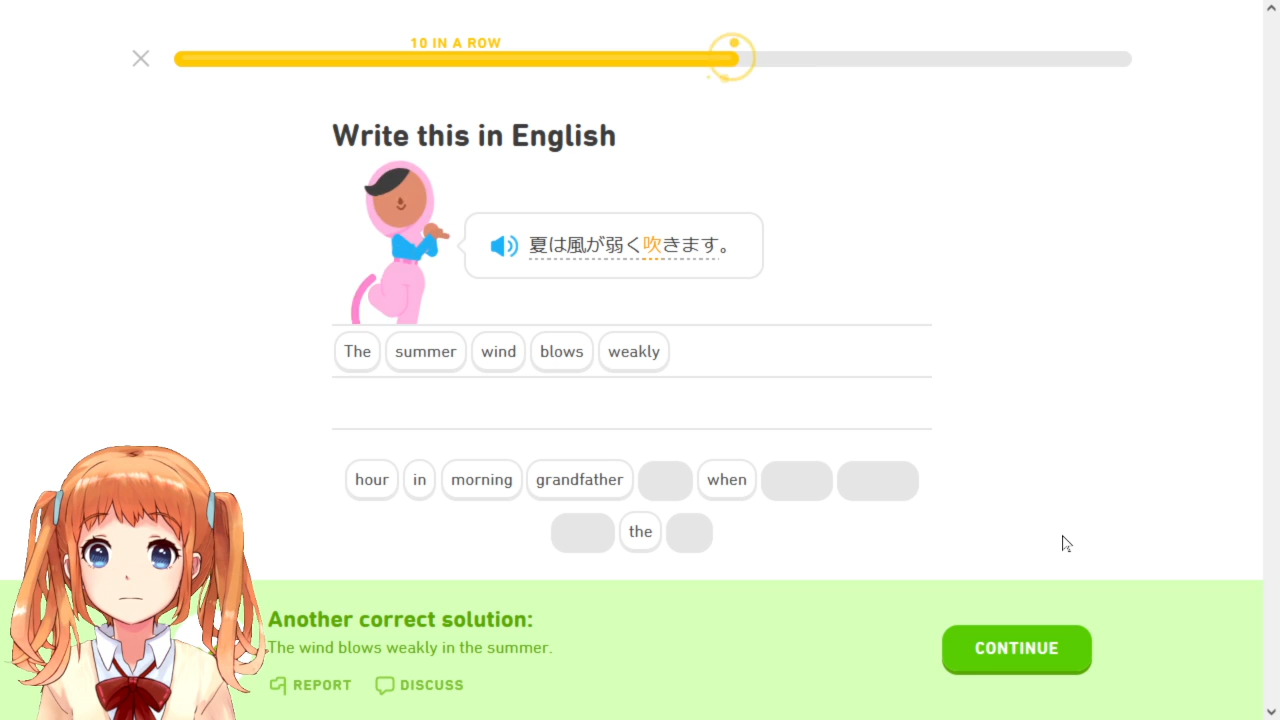 10 IN A ROW
Write this in English
夏は風が弱く吹きます。
The summer wind blows weakly
hour in morning grandfather when
the
Another correct solution:
The wind blows weakly in the summer.
REPORT DISCUSS
CONTINUE